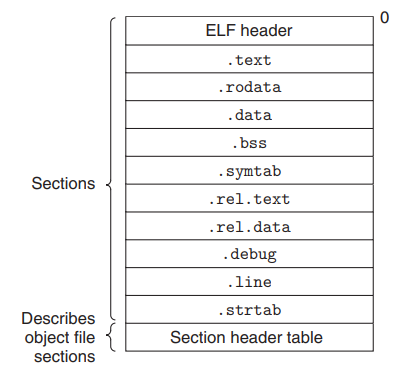 0
ELF header
.text
.rodata
.data
.bss
.symtab
.rel.text
.rel.data
.debug
.line
.strtab
Section header table
Sections
Describes
object file
sections